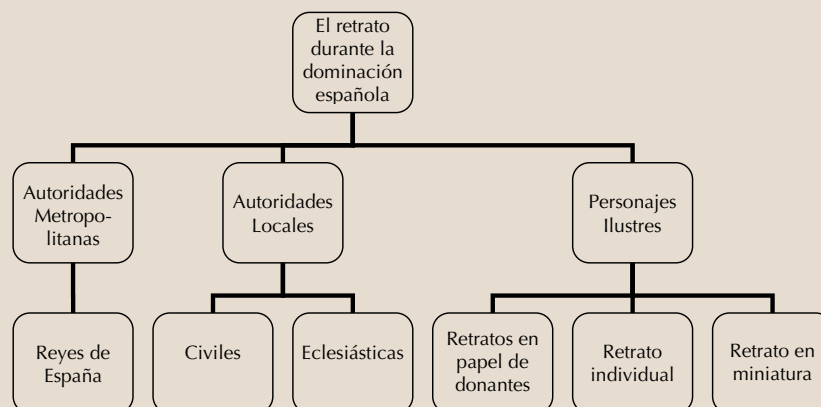 El retrato
durante la
dominación
española
Autoridades
Metropo-
litanas
Autoridades
Locales
Personajes
Ilustres
Reyes de
España
Civiles
Eclesiásticas
Retratos en
papel de
donantes
Retrato
individual
Retrato en
miniatura